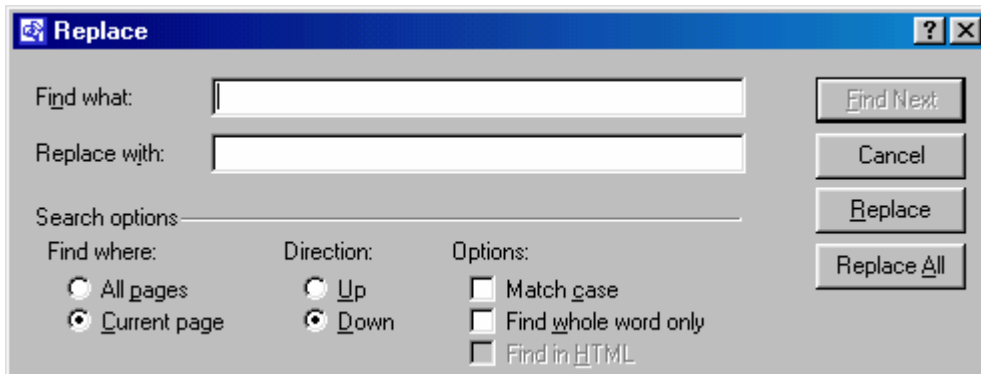 Replace
Find what:
Find Next
Replace with:
Cancel
Search options
Replace
Find where:
Direction:
Options:
Replace All
All pages
Up
Match case
Current page
Down
Find whole word only
Find in HTML